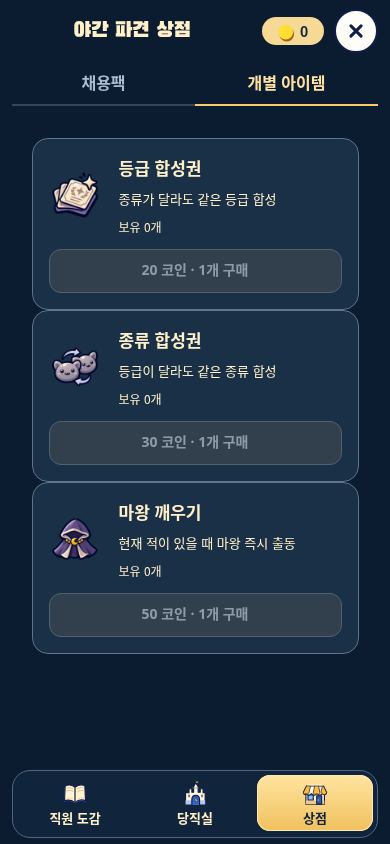 야간 파견 상점
0
채용팩
개별 아이템
등급 합성권
종류가 달라도 같은 등급 합성
보유 0개
20 코인 · 1개 구매
종류 합성권
등급이 달라도 같은 종류 합성
보유 0개
30 코인 · 1개 구매
마왕 깨우기
현재 적이 있을 때 마왕 즉시 출동
보유 0개
50 코인 · 1개 구매
직원 도감
당직실
상점